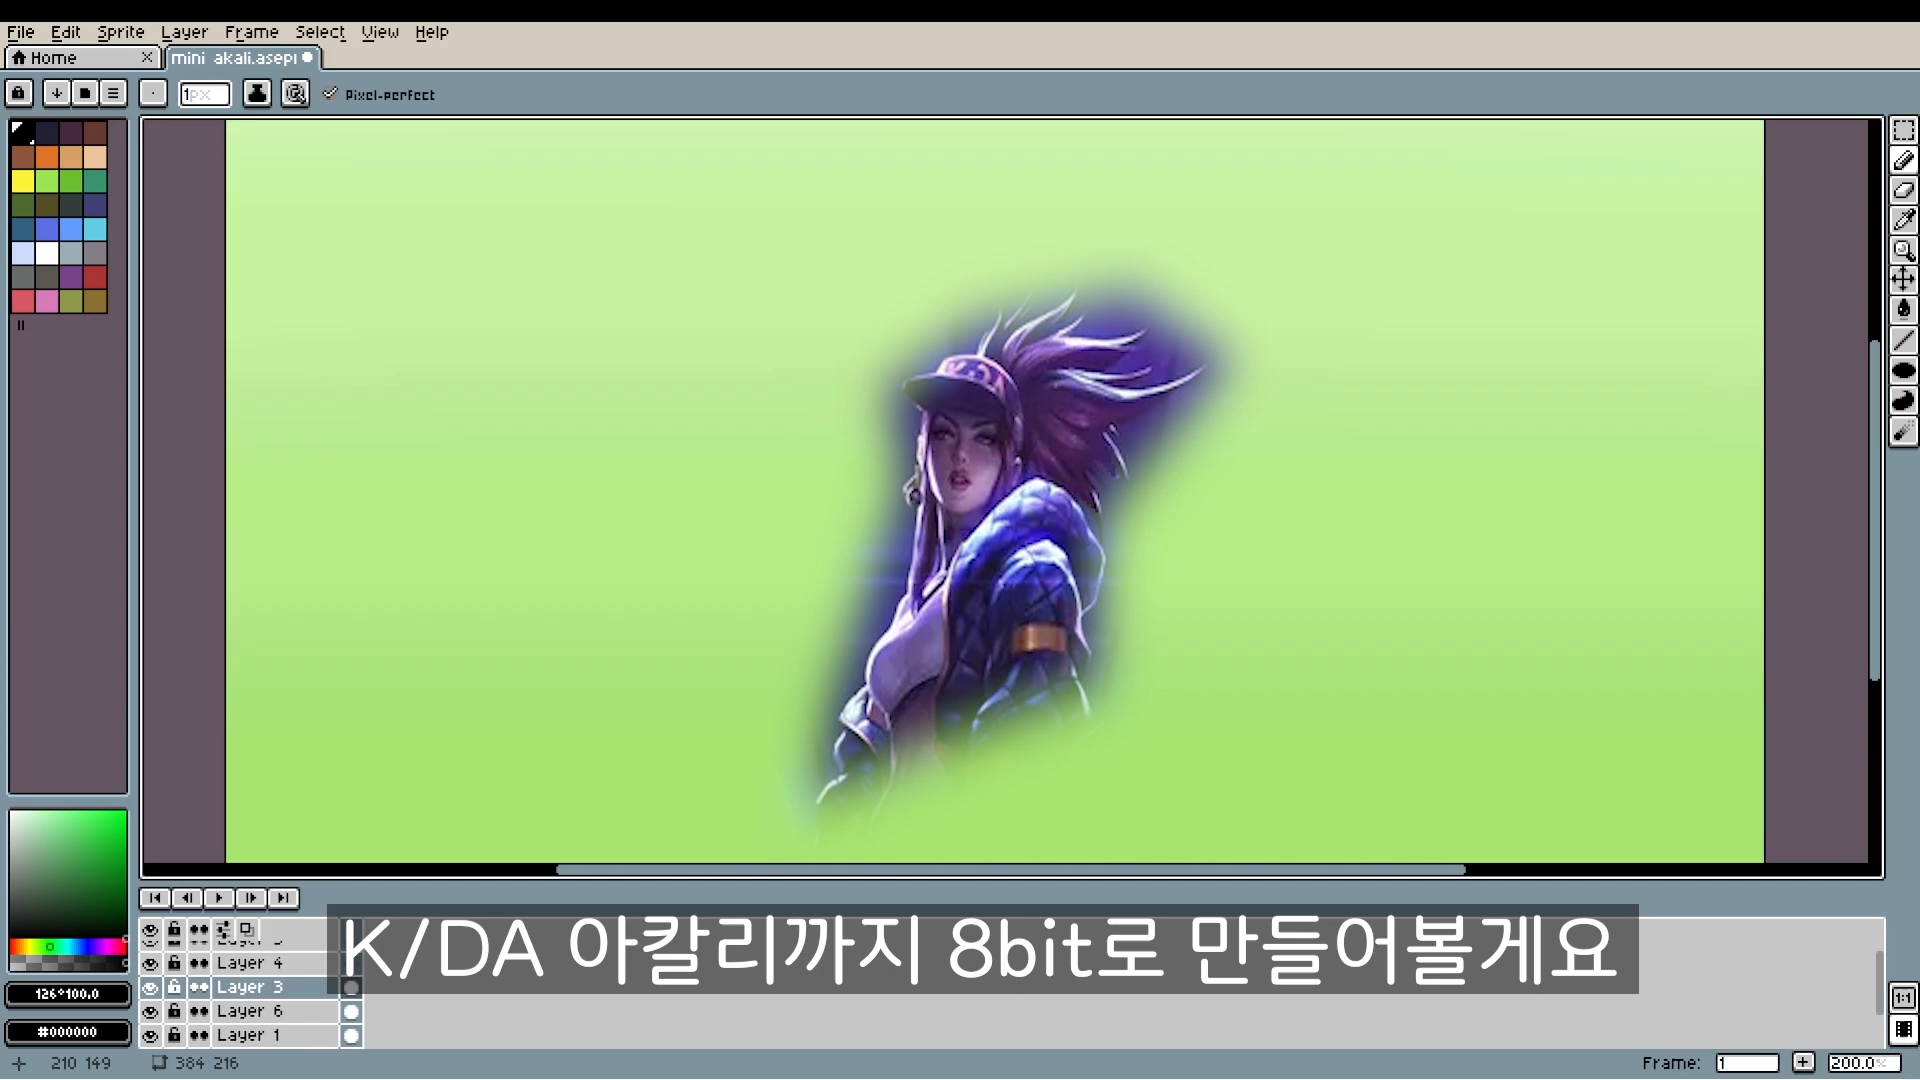 File Edit Sprite Layer Frame Select View Help
Home
mini akali.asepr
1px
Pixel-perfect
K/DA
K/DA 아칼리까지 8bit로 만들어볼게요
Layer 4
Layer 3
Layer 6
Layer 1
126°100.0
#000000
210 149
384 216
1:1
Frame:
1
200.0%